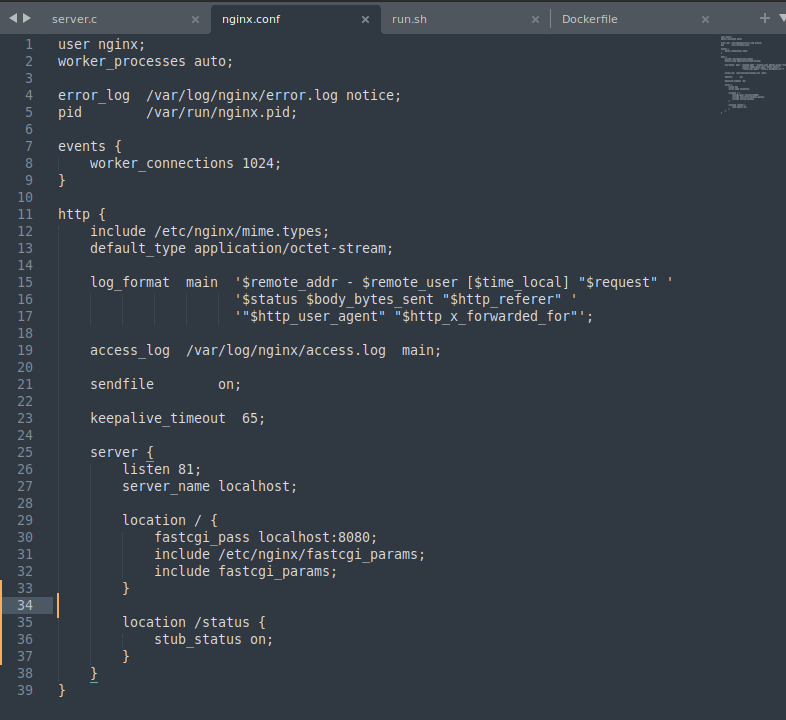 server.c nginx.conf run.sh Dockerfile
1 user nginx;
2 worker_processes auto;
3
4 error_log  /var/log/nginx/error.log notice;
5 pid        /var/run/nginx.pid;
6
7 events {
8     worker_connections 1024;
9 }
10
11 http {
12     include /etc/nginx/mime.types;
13     default_type application/octet-stream;
14
15     log_format  main  '$remote_addr - $remote_user [$time_local] "$request" '
16                       '$status $body_bytes_sent "$http_referer" '
17                       '"$http_user_agent" "$http_x_forwarded_for"';
18
19     access_log  /var/log/nginx/access.log  main;
20
21     sendfile        on;
22
23     keepalive_timeout  65;
24
25     server {
26         listen 81;
27         server_name localhost;
28
29         location / {
30             fastcgi_pass localhost:8080;
31             include /etc/nginx/fastcgi_params;
32             include fastcgi_params;
33         }
34
35         location /status {
36             stub_status on;
37         }
38     }
39 }